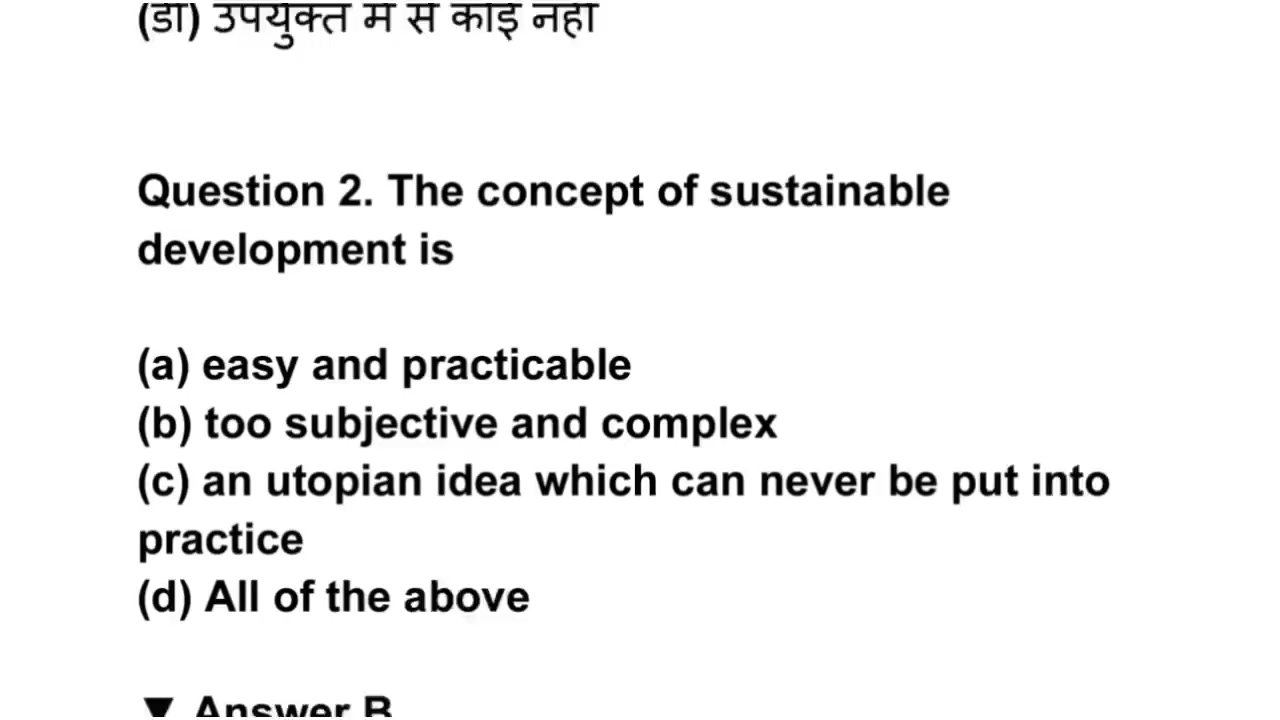 (डी) उपर्युक्त में से कोई नहीं
Question 2. The concept of sustainable
development is
(a) easy and practicable
(b) too subjective and complex
(c) an utopian idea which can never be put into
practice
(d) All of the above
▼ Answer B